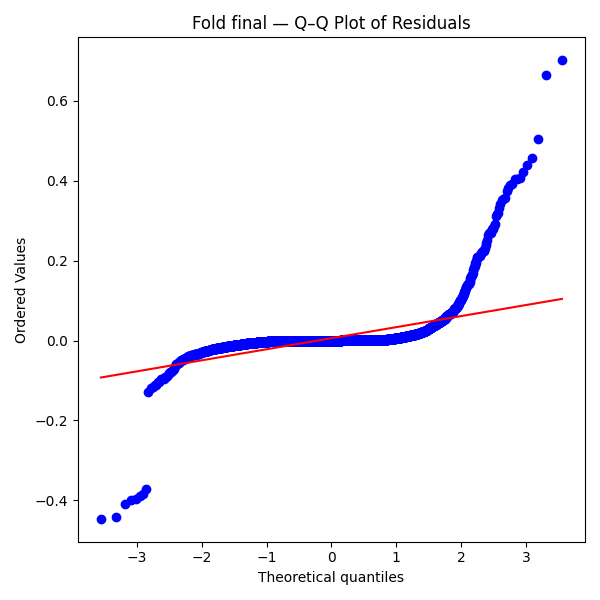 Fold final — Q–Q Plot of Residuals
Ordered Values
0.6
0.4
0.2
0.0
−0.2
−0.4
−3 −2 −1 0 1 2 3
Theoretical quantiles